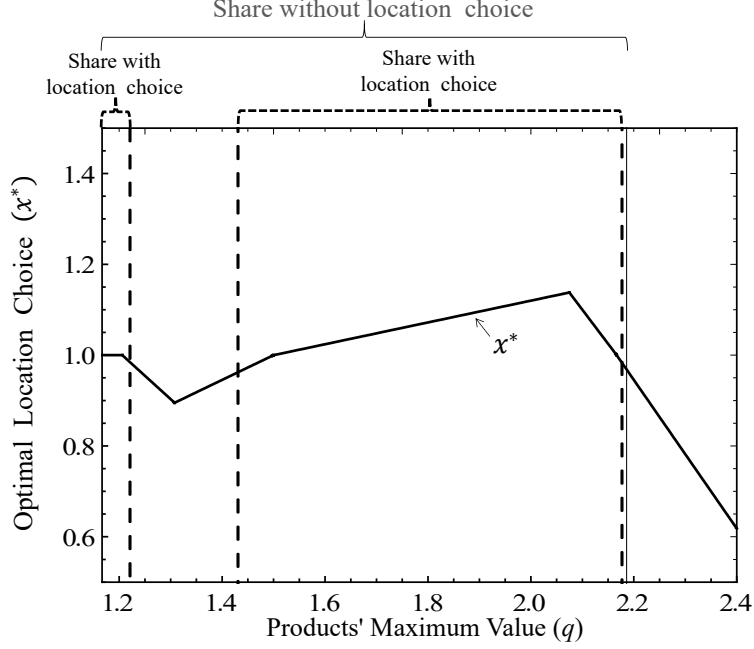 Share without location choice
Share with
location choice
Share with
location choice
Optimal Location Choice (x*)
1.4
1.2
1.0
0.8
0.6
x*
1.2 1.4 1.6 1.8 2.0 2.2 2.4
Products' Maximum Value (q)